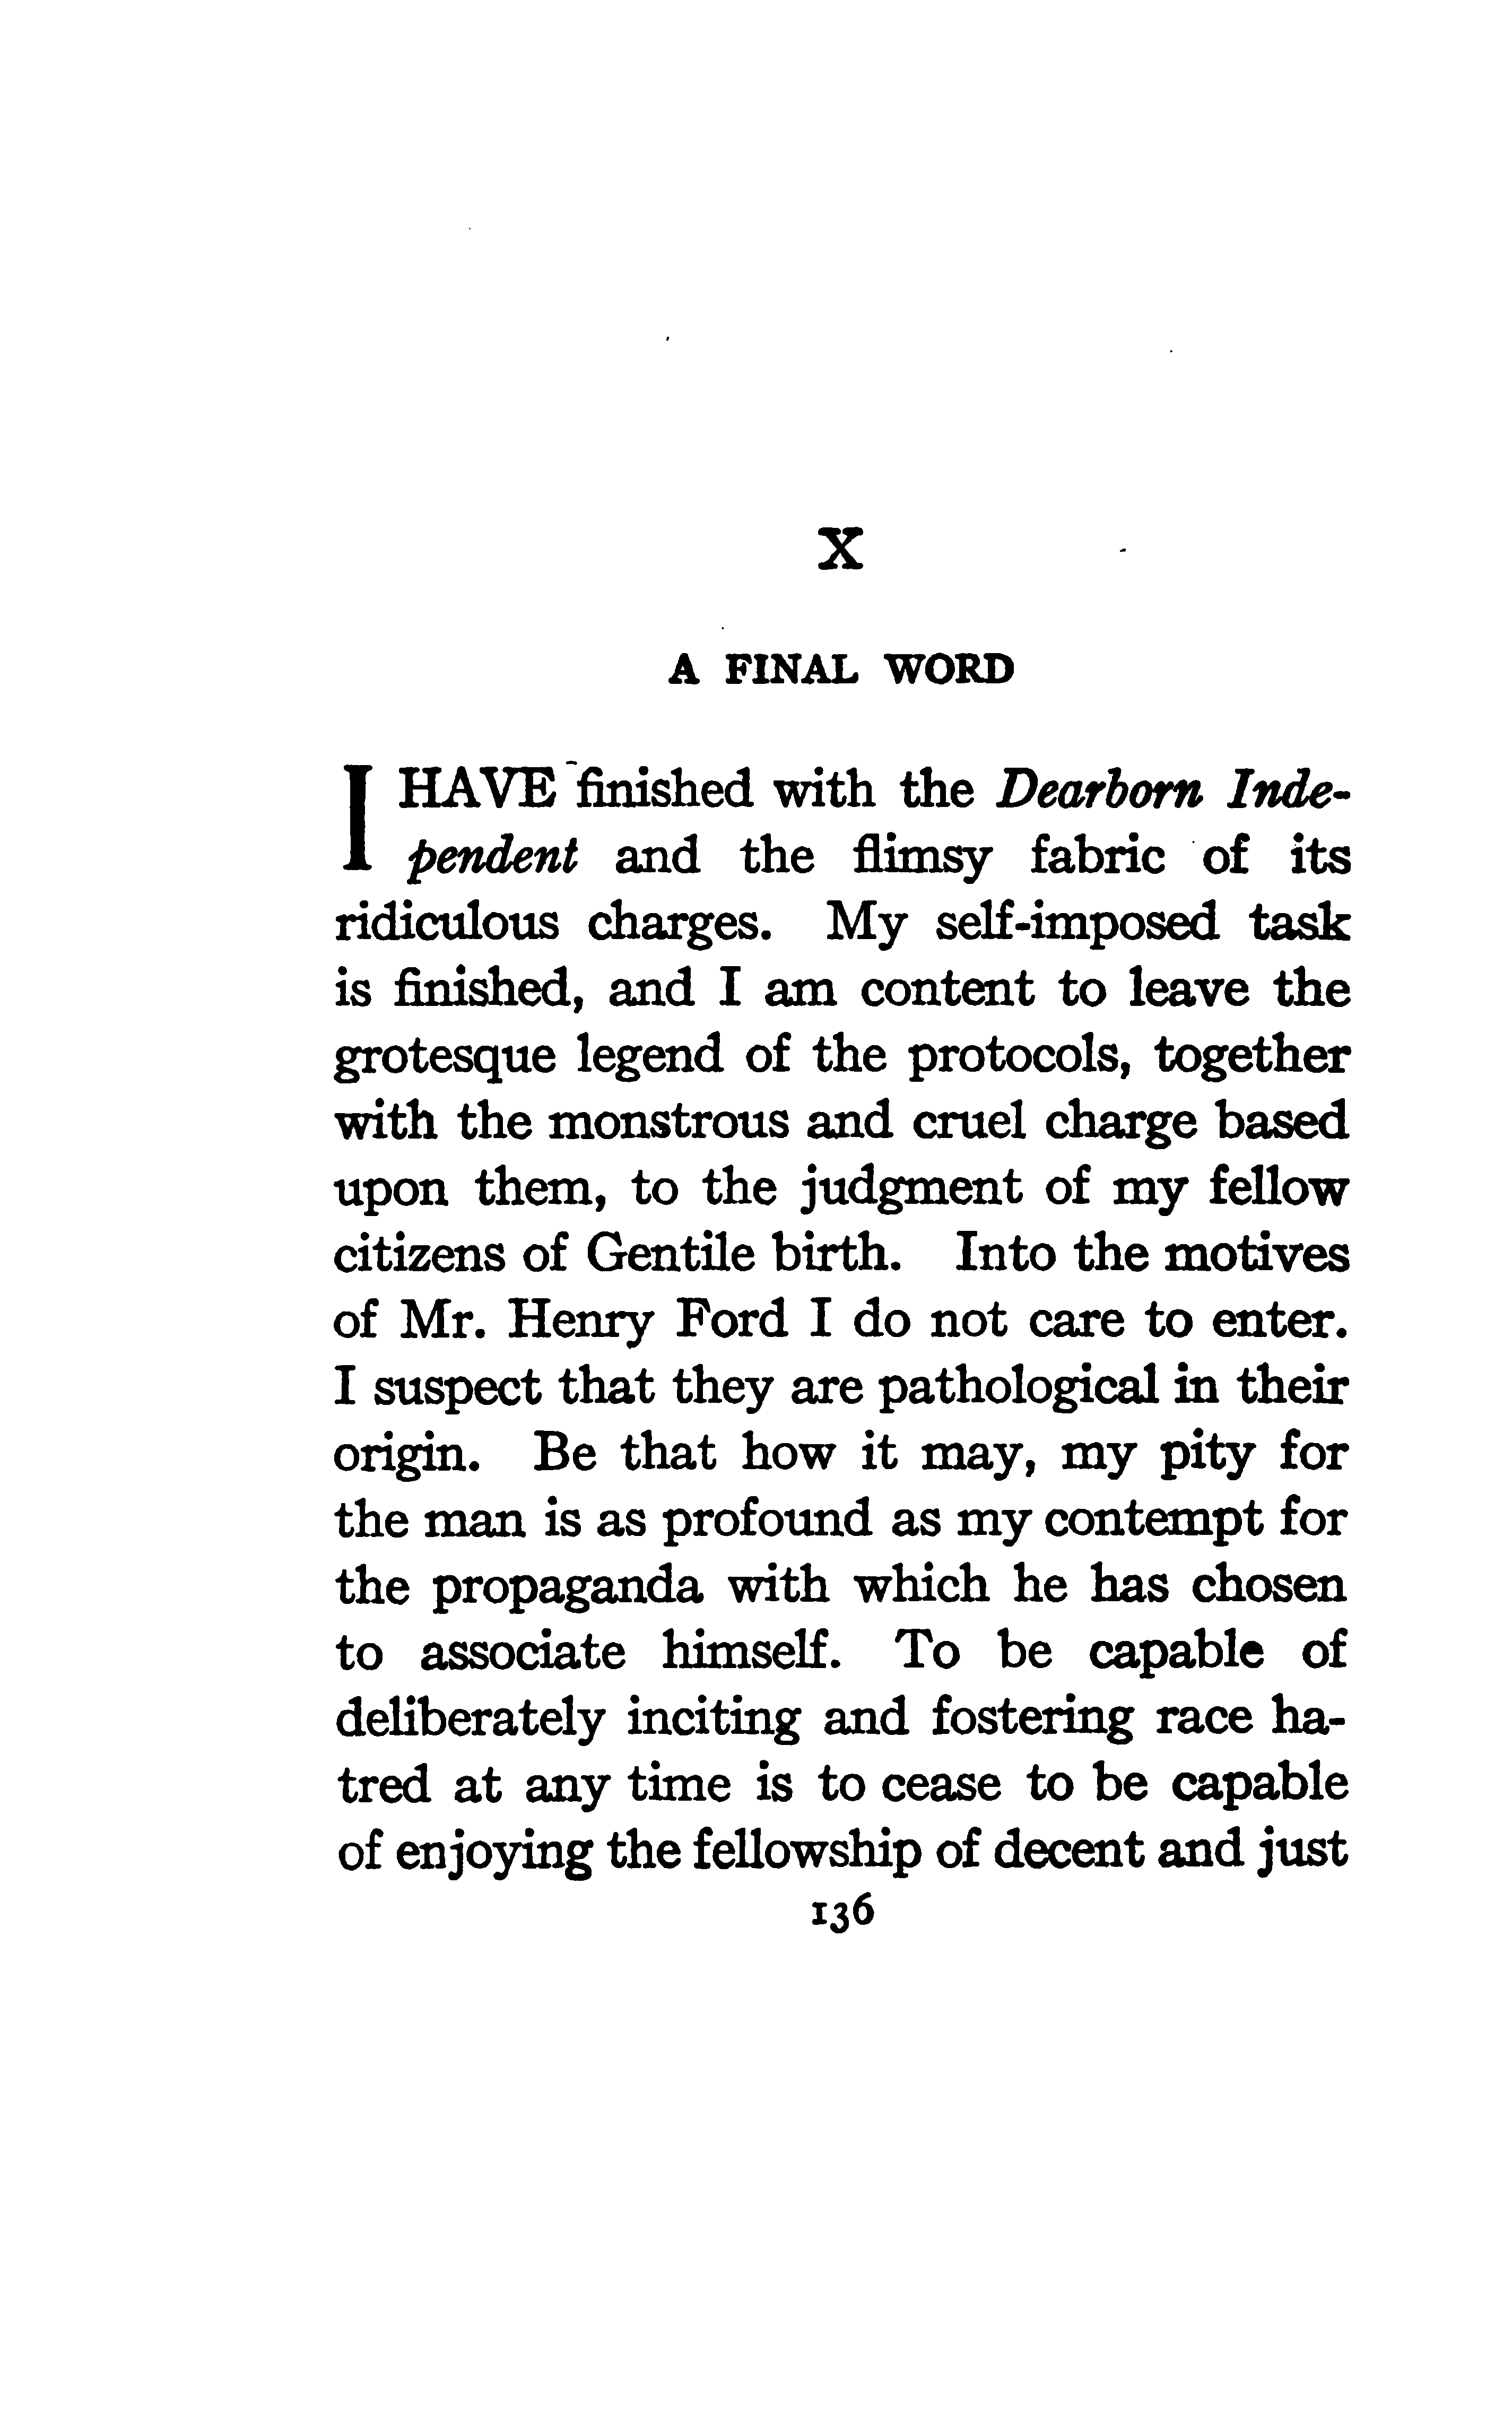 X
A FINAL WORD
I HAVE finished with the Dearborn Inde-
pendent and the flimsy fabric of its
ridiculous charges. My self-imposed task
is finished, and I am content to leave the
grotesque legend of the protocols, together
with the monstrous and cruel charge based
upon them, to the judgment of my fellow
citizens of Gentile birth. Into the motives
of Mr. Henry Ford I do not care to enter.
I suspect that they are pathological in their
origin. Be that how it may, my pity for
the man is as profound as my contempt for
the propaganda with which he has chosen
to associate himself. To be capable of
deliberately inciting and fostering race ha-
tred at any time is to cease to be capable
of enjoying the fellowship of decent and just
136